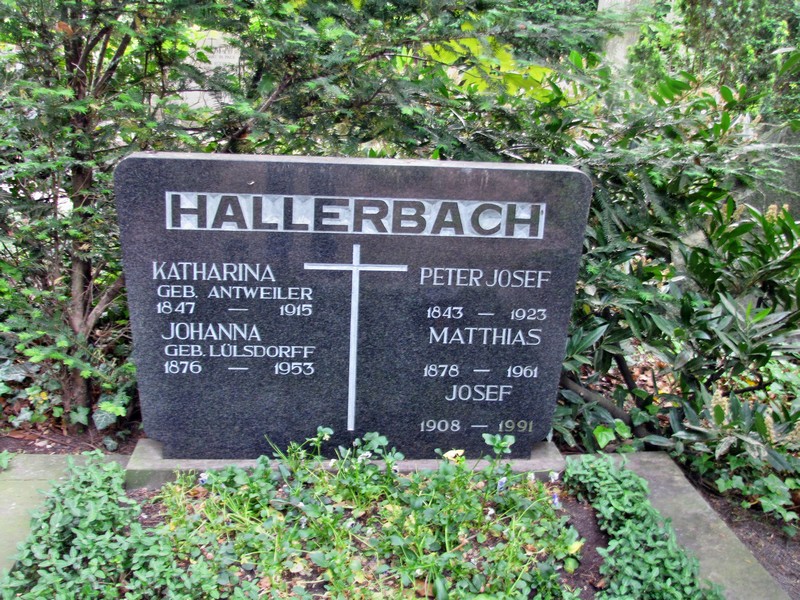 HALLERBACH
KATHARINA
GEB. ANTWEILER
1847 — 1915
JOHANNA
GEB. LÜLSDORFF
1876 — 1953
PETER JOSEF
1843 — 1923
MATTHIAS
1878 — 1961
JOSEF
1908 — 1991